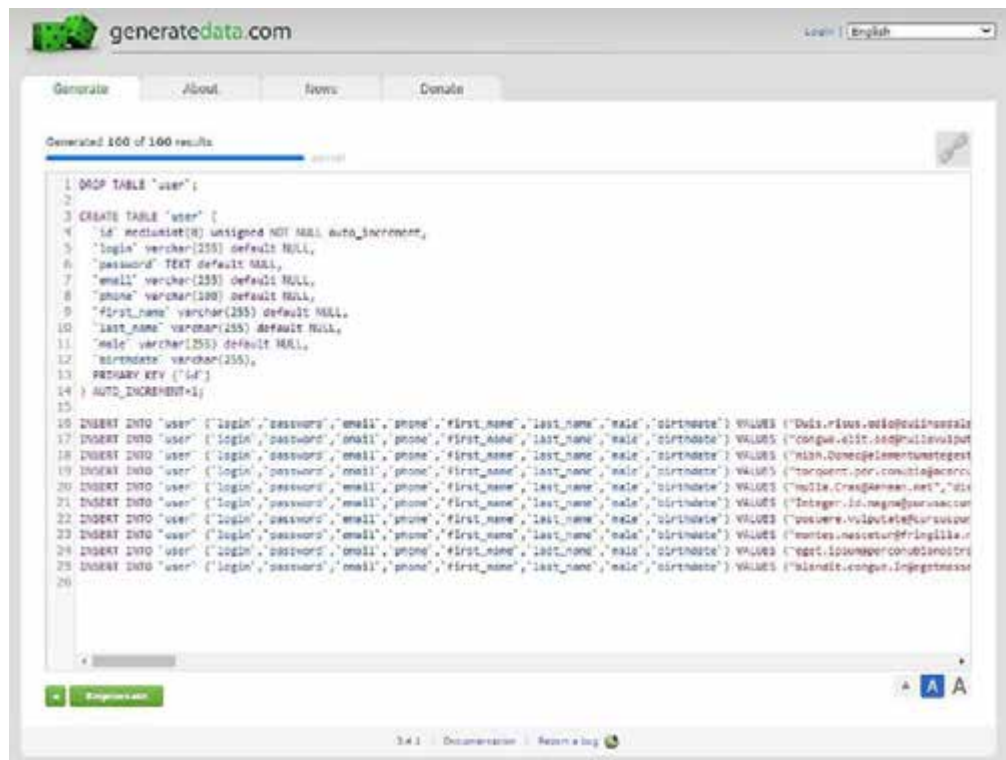 generatedata.com
Login | English
Generate About News Donate
Generated 100 of 100 results
1 DROP TABLE `user`;
2
3 CREATE TABLE `user` (
4 `id` mediumint(8) unsigned NOT NULL auto_increment,
5 `login` varchar(255) default NULL,
6 `password` TEXT default NULL,
7 `email` varchar(255) default NULL,
8 `phone` varchar(100) default NULL,
9 `first_name` varchar(255) default NULL,
10 `last_name` varchar(255) default NULL,
11 `male` varchar(255) default NULL,
12 `birthdate` varchar(255),
13 PRIMARY KEY (`id`)
14 ) AUTO_INCREMENT=1;
15
16 INSERT INTO `user` (`login`,`password`,`email`,`phone`,`first_name`,`last_name`,`male`,`birthdate`) VALUES ("Duis.risus.odio@
17 INSERT INTO `user` (`login`,`password`,`email`,`phone`,`first_name`,`last_name`,`male`,`birthdate`) VALUES ("congue.elit.sed@
18 INSERT INTO `user` (`login`,`password`,`email`,`phone`,`first_name`,`last_name`,`male`,`birthdate`) VALUES ("nibh.Donec@
19 INSERT INTO `user` (`login`,`password`,`email`,`phone`,`first_name`,`last_name`,`male`,`birthdate`) VALUES ("torquent.per.conubia@
20 INSERT INTO `user` (`login`,`password`,`email`,`phone`,`first_name`,`last_name`,`male`,`birthdate`) VALUES ("nulla.Cras@Aenean.net","dis
21 INSERT INTO `user` (`login`,`password`,`email`,`phone`,`first_name`,`last_name`,`male`,`birthdate`) VALUES ("Integer.id.magna@
22 INSERT INTO `user` (`login`,`password`,`email`,`phone`,`first_name`,`last_name`,`male`,`birthdate`) VALUES ("posuere.vulputate@
23 INSERT INTO `user` (`login`,`password`,`email`,`phone`,`first_name`,`last_name`,`male`,`birthdate`) VALUES ("montes.nascetur@fringilla.
24 INSERT INTO `user` (`login`,`password`,`email`,`phone`,`first_name`,`last_name`,`male`,`birthdate`) VALUES ("eget.
25 INSERT INTO `user` (`login`,`password`,`email`,`phone`,`first_name`,`last_name`,`male`,`birthdate`) VALUES ("blandit.congue.In@
26
A A A
Regenerate
3.4.1 | Documentation | Report a bug